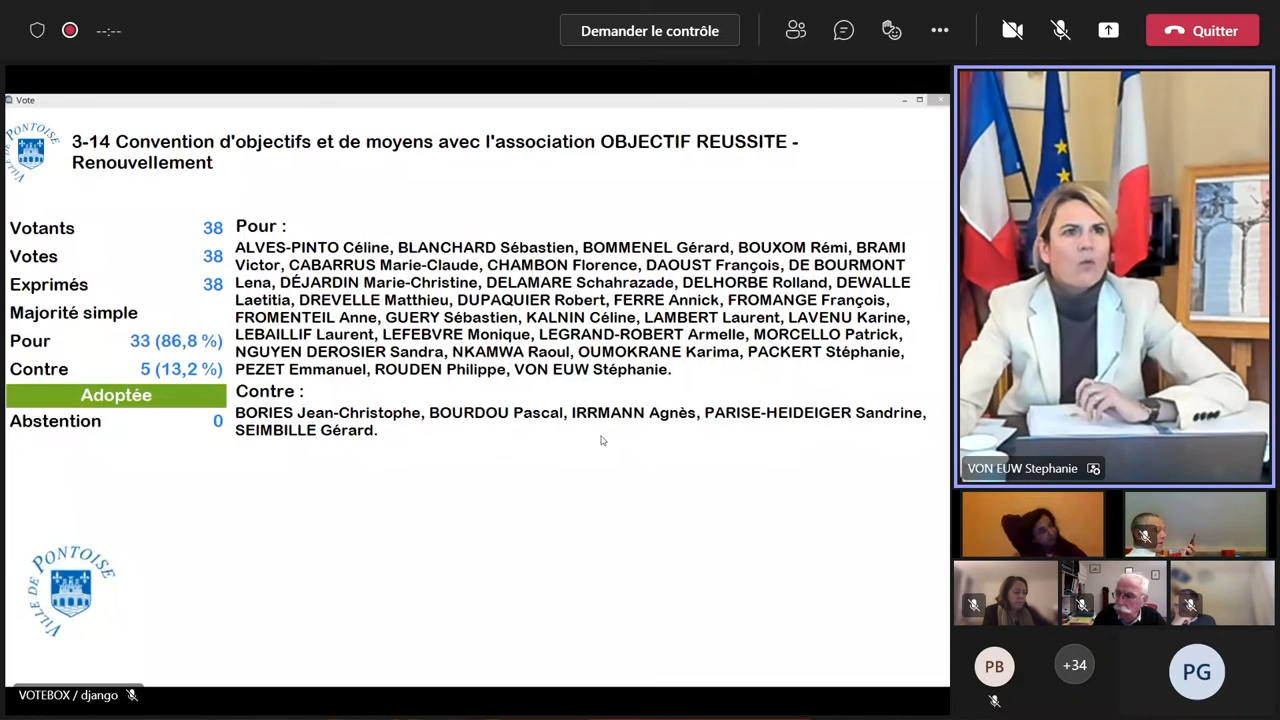 --:--
Demander le contrôle
Quitter
Vote
VILLE DE PONTOISE
3-14 Convention d'objectifs et de moyens avec l'association OBJECTIF REUSSITE -
Renouvellement
Votants 38
Votes 38
Exprimés 38
Majorité simple
Pour 33 (86,8 %)
Contre 5 (13,2 %)
Adoptée
Abstention 0
Pour :
ALVES-PINTO Céline, BLANCHARD Sébastien, BOMMENEL Gérard, BOUXOM Rémi, BRAMI
Victor, CABARRUS Marie-Claude, CHAMBON Florence, DAOUST François, DE BOURMONT
Lena, DÉJARDIN Marie-Christine, DELAMARE Schahrazade, DELHORBE Rolland, DEWALLE
Laetitia, DREVELLE Matthieu, DUPAQUIER Robert, FERRE Annick, FROMANGE François,
FROMENTEIL Anne, GUERY Sébastien, KALNIN Céline, LAMBERT Laurent, LAVENU Karine,
LEBAILLIF Laurent, LEFEBVRE Monique, LEGRAND-ROBERT Armelle, MORCELLO Patrick,
NGUYEN DEROSIER Sandra, NKAMWA Raoul, OUMOKRANE Karima, PACKERT Stéphanie,
PEZET Emmanuel, ROUDEN Philippe, VON EUW Stéphanie.
Contre :
BORIES Jean-Christophe, BOURDOU Pascal, IRRMANN Agnès, PARISE-HEIDEIGER Sandrine,
SEIMBILLE Gérard.
VILLE DE PONTOISE
VOTEBOX / django
VON EUW Stephanie
PB
+34
PG